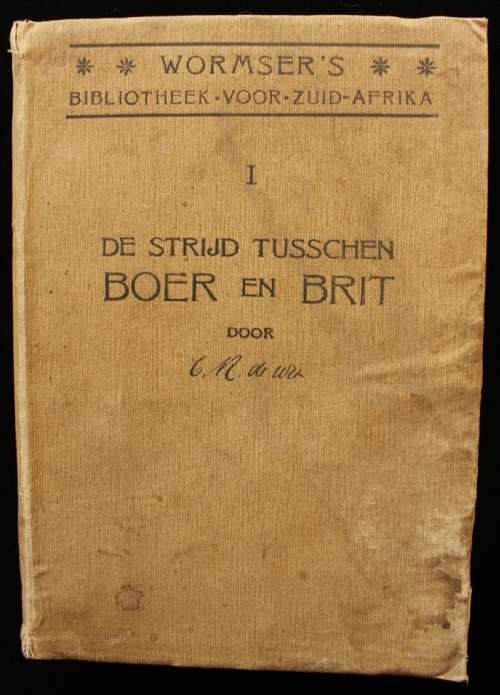 WORMSER'S
BIBLIOTHEEK·VOOR·ZUID-AFRIKA
I
DE STRIJD TUSSCHEN
BOER EN BRIT
DOOR
C. R. de Wet